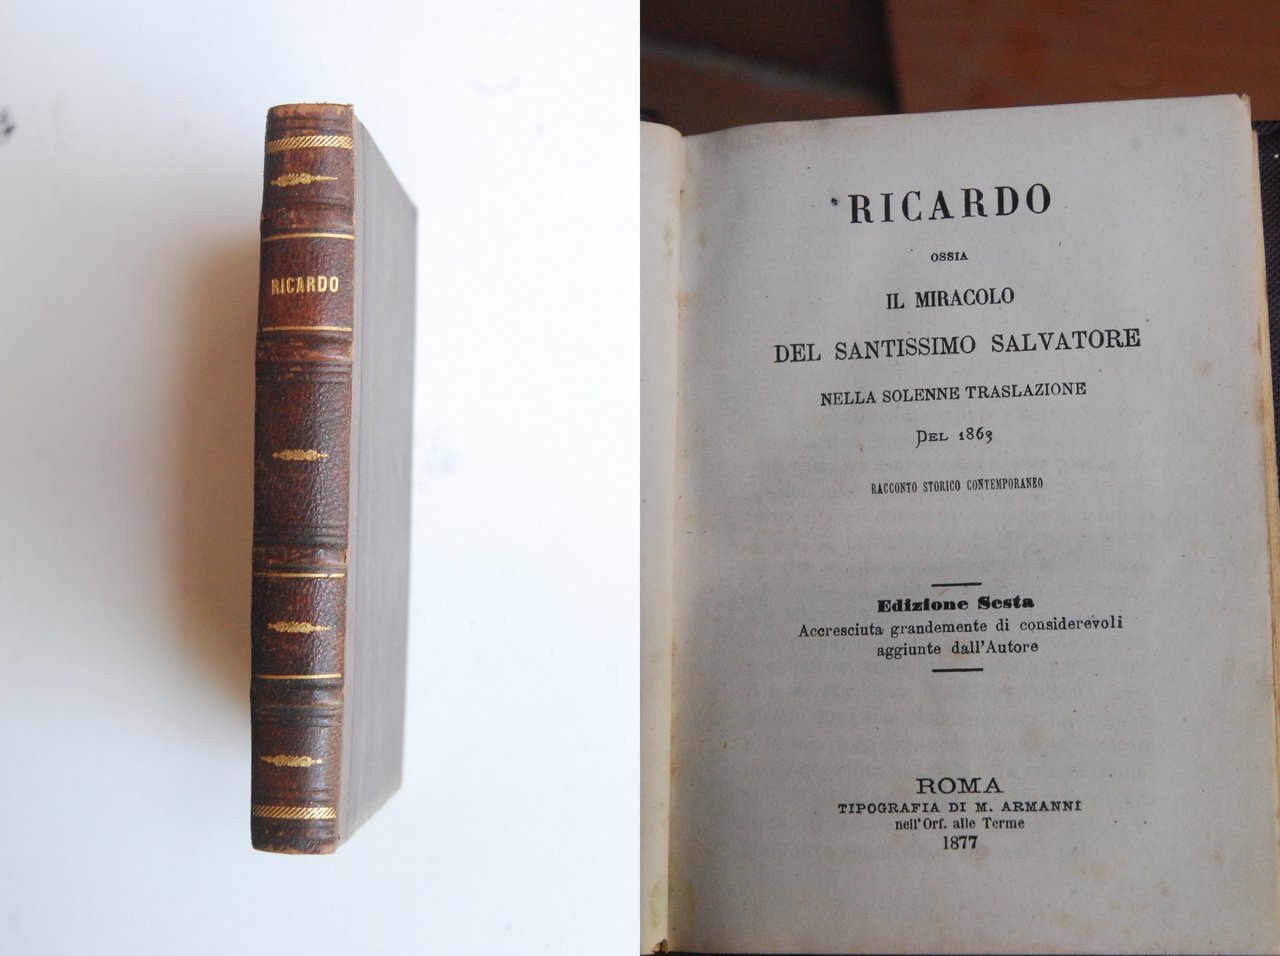 RICARDO
RICARDO
OSSIA
IL MIRACOLO
DEL SANTISSIMO SALVATORE
NELLA SOLENNE TRASLAZIONE
DEL 1863
RACCONTO STORICO CONTEMPORANEO
Edizione Sesta
Accresciuta grandemente di considerevoli
aggiunte dall'Autore
ROMA
TIPOGRAFIA DI M. ARMANNI
nell'Orf. alle Terme
1877